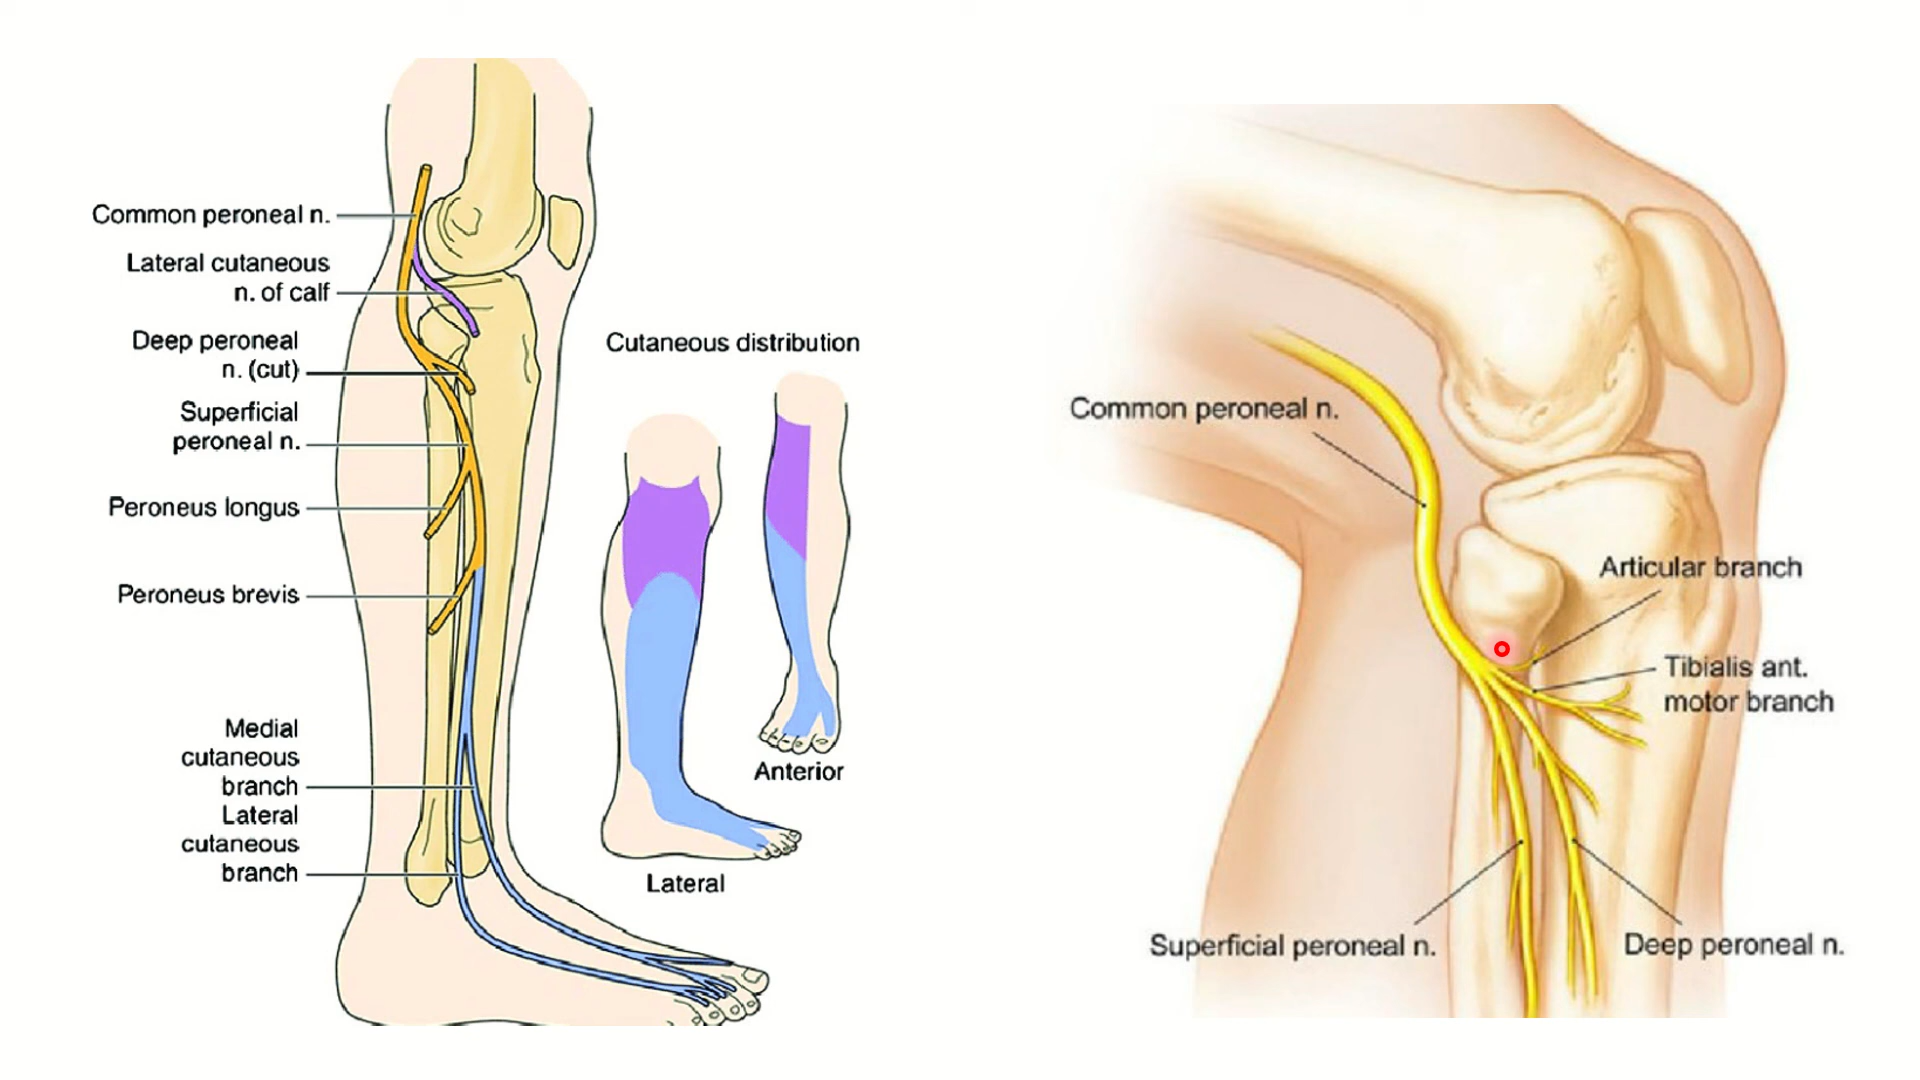 Common peroneal n.
Lateral cutaneous
n. of calf
Deep peroneal
n. (cut)
Superficial
peroneal n.
Peroneus longus
Peroneus brevis
Medial
cutaneous
branch
Lateral
cutaneous
branch
Cutaneous distribution
Anterior
Lateral
Common peroneal n.
Articular branch
Tibialis ant.
motor branch
Superficial peroneal n.
Deep peroneal n.